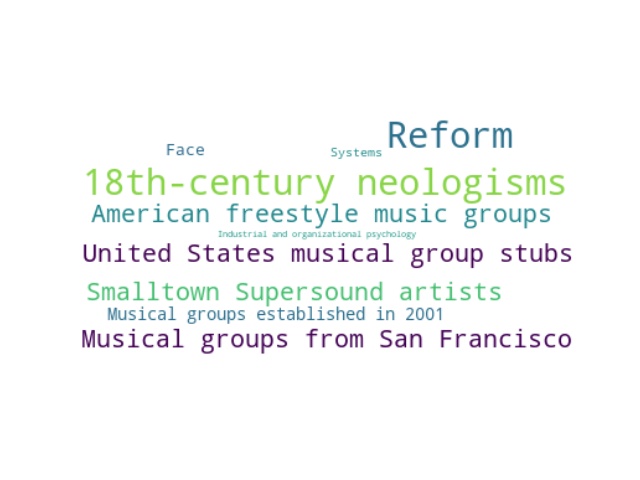 Reform
Face
Systems
18th-century neologisms
American freestyle music groups
Industrial and organizational psychology
United States musical group stubs
Smalltown Supersound artists
Musical groups established in 2001
Musical groups from San Francisco